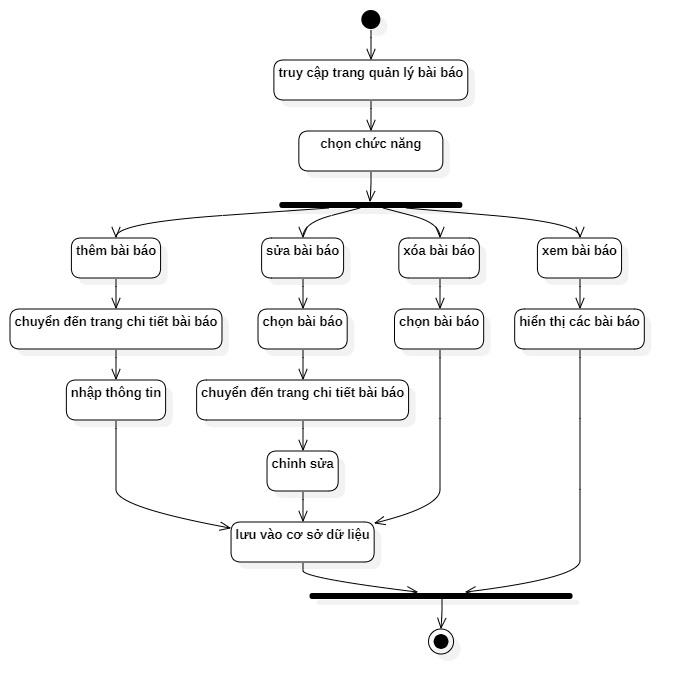 truy cập trang quản lý bài báo
chọn chức năng
thêm bài báo
sửa bài báo
xóa bài báo
xem bài báo
chuyển đến trang chi tiết bài báo
chọn bài báo
chọn bài báo
hiển thị các bài báo
nhập thông tin
chuyển đến trang chi tiết bài báo
chỉnh sửa
lưu vào cơ sở dữ liệu